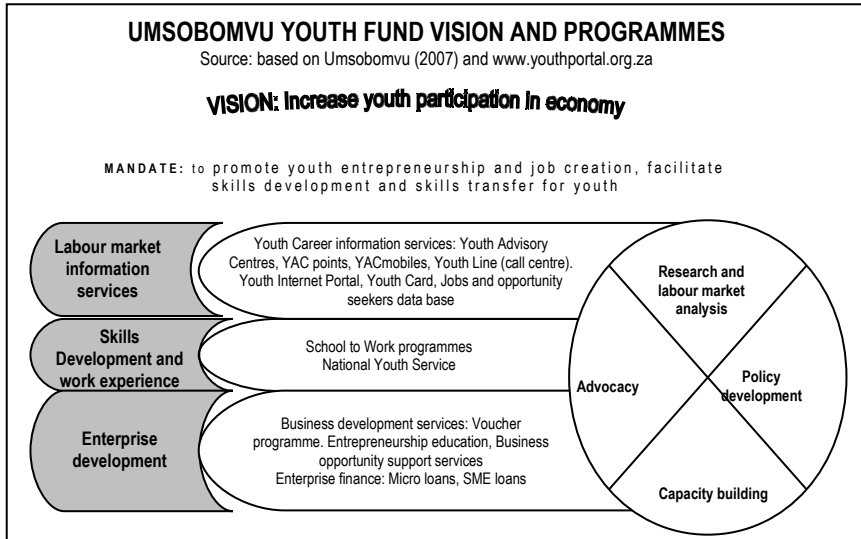 UMSOBOMVU YOUTH FUND VISION AND PROGRAMMES
Source: based on Umsobomvu (2007) and www.youthportal.org.za
VISION: Increase youth participation in economy
MANDATE: to promote youth entrepreneurship and job creation, facilitate
skills development and skills transfer for youth
Labour market
information
services
Youth Career information services: Youth Advisory
Centres, YAC points, YACmobiles, Youth Line (call centre).
Youth Internet Portal, Youth Card, Jobs and opportunity
seekers data base
Skills
Development and
work experience
School to Work programmes
National Youth Service
Enterprise
development
Business development services: Voucher
programme. Entrepreneurship education, Business
opportunity support services
Enterprise finance: Micro loans, SME loans
Research and
labour market
analysis
Advocacy
Policy
development
Capacity building